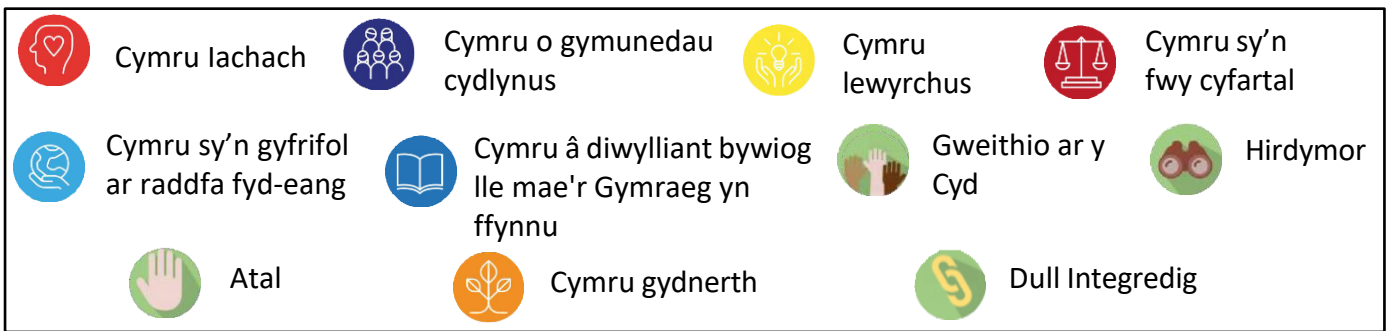 Cymru Iachach
Cymru o gymunedau
cydlynus
Cymru
lewyrchus
Cymru sy’n
fwy cyfartal
Cymru sy’n gyfrifol
ar raddfa fyd-eang
Cymru â diwylliant bywiog
lle mae'r Gymraeg yn
ffynnu
Gweithio ar y
Cyd
Hirdymor
Atal
Cymru gydnerth
Dull Integredig